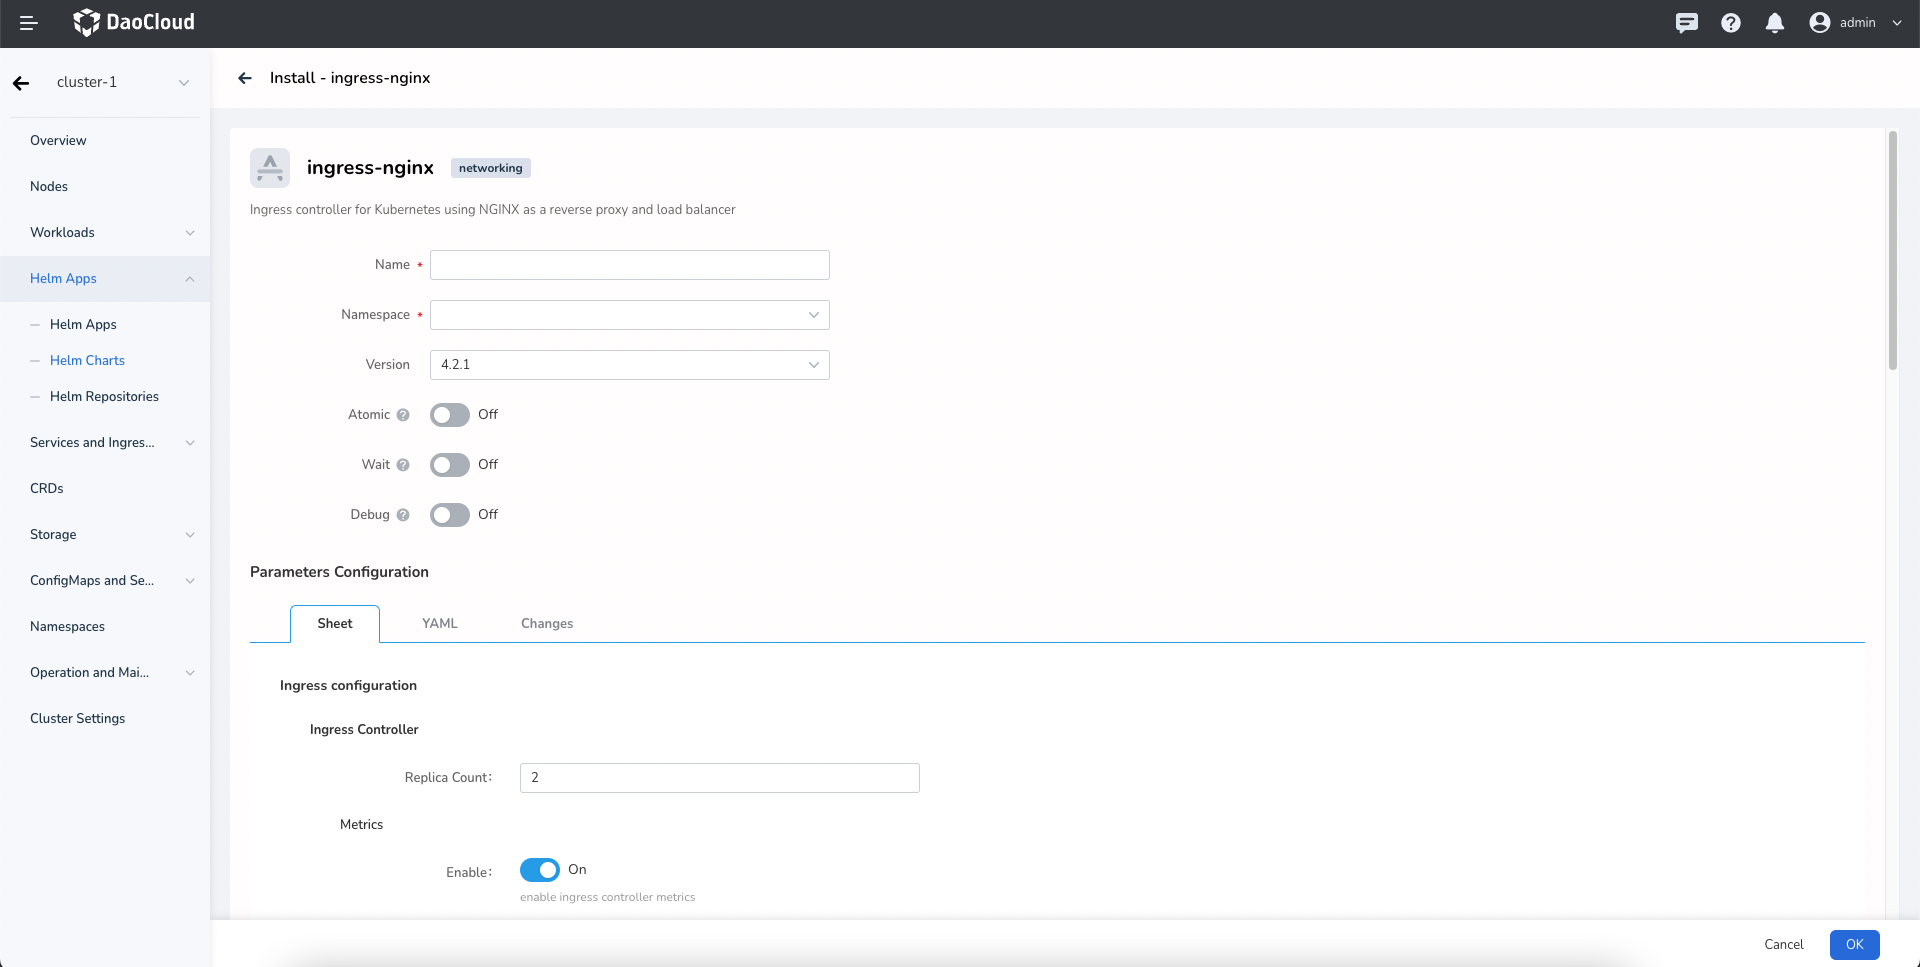 DaoCloud
admin
cluster-1
Install - ingress-nginx
Overview
Nodes
Workloads
Helm Apps
Helm Apps
Helm Charts
Helm Repositories
Services and Ingres...
CRDs
Storage
ConfigMaps and Se...
Namespaces
Operation and Mai...
Cluster Settings
ingress-nginx networking
Ingress controller for Kubernetes using NGINX as a reverse proxy and load balancer
Name *
Namespace *
Version 4.2.1
Atomic ? Off
Wait ? Off
Debug ? Off
Parameters Configuration
Sheet YAML Changes
Ingress configuration
Ingress Controller
Replica Count: 2
Metrics
Enable: On
enable ingress controller metrics
Cancel OK